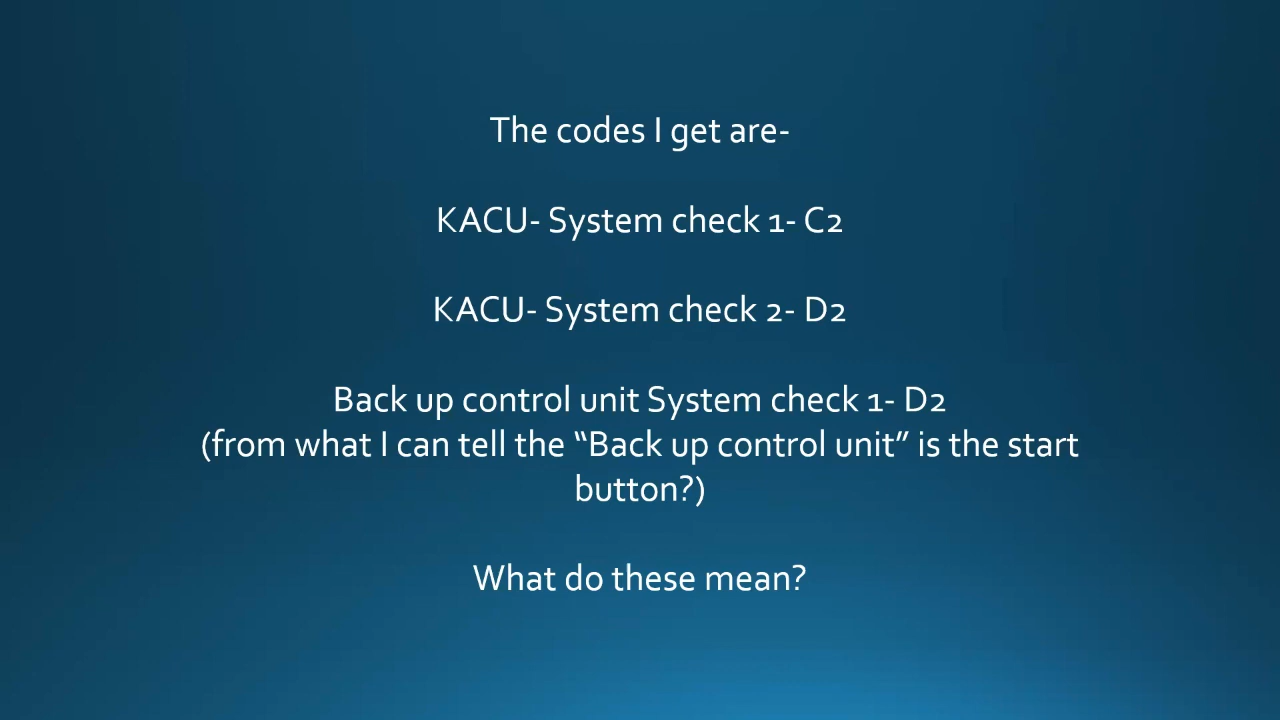 The codes I get are-
KACU- System check 1- C2
KACU- System check 2- D2
Back up control unit System check 1- D2
(from what I can tell the “Back up control unit” is the start
button?)
What do these mean?